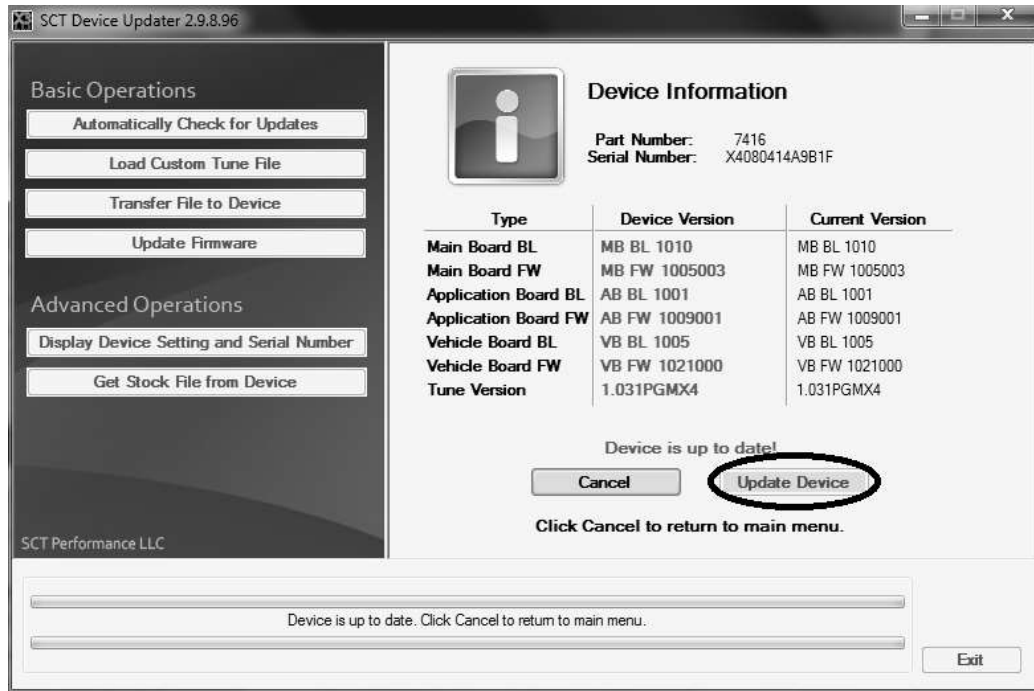 SCT Device Updater 2.9.8.96
Basic Operations
Automatically Check for Updates
Load Custom Tune File
Transfer File to Device
Update Firmware
Advanced Operations
Display Device Setting and Serial Number
Get Stock File from Device
SCT Performance LLC
Device Information
Part Number: 7416
Serial Number: X4080414A9B1F
Type Device Version Current Version
Main Board BL MB BL 1010 MB BL 1010
Main Board FW MB FW 1005003 MB FW 1005003
Application Board BL AB BL 1001 AB BL 1001
Application Board FW AB FW 1009001 AB FW 1009001
Vehicle Board BL VB BL 1005 VB BL 1005
Vehicle Board FW VB FW 1021000 VB FW 1021000
Tune Version 1.031PGMX4 1.031PGMX4
Device is up to date!
Cancel Update Device
Click Cancel to return to main menu.
Device is up to date. Click Cancel to return to main menu.
Exit